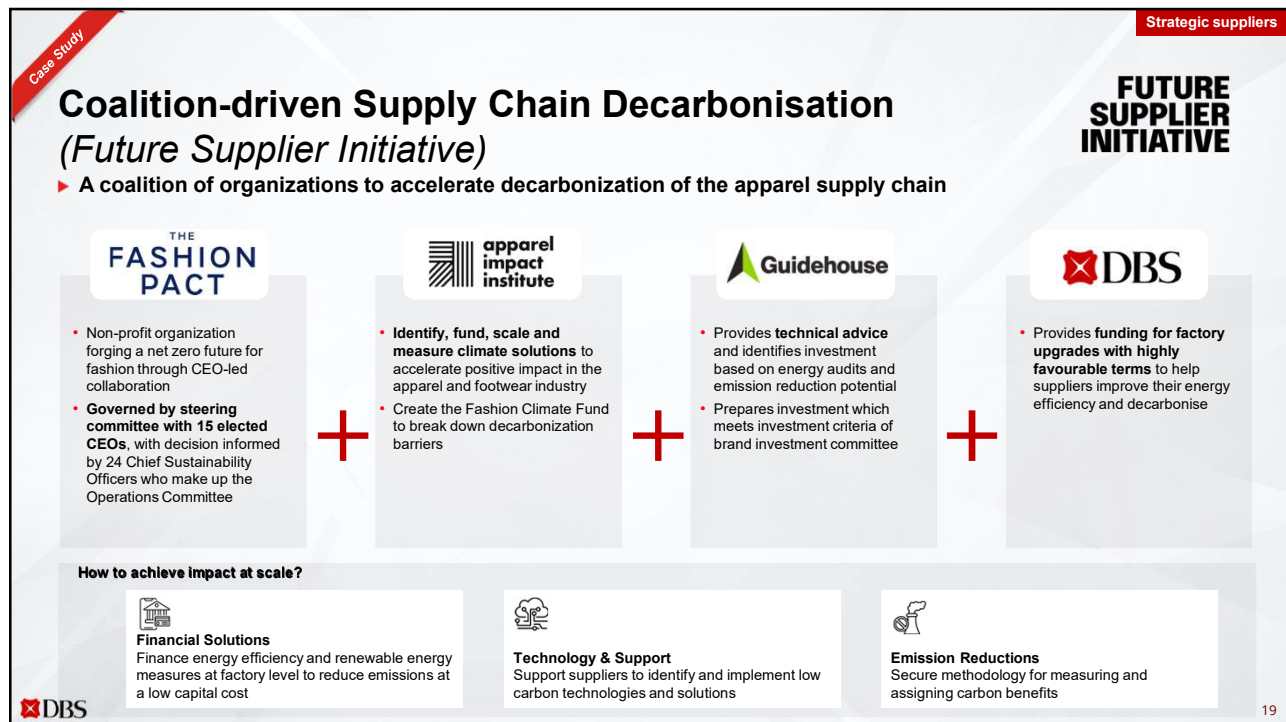 Case Study
Strategic suppliers
Coalition-driven Supply Chain Decarbonisation
(Future Supplier Initiative)
A coalition of organizations to accelerate decarbonization of the apparel supply chain
FUTURE
SUPPLIER
INITIATIVE
THE
FASHION
PACT
• Non-profit organization
forging a net zero future for
fashion through CEO-led
collaboration
• Governed by steering
committee with 15 elected
CEOs, with decision informed
by 24 Chief Sustainability
Officers who make up the
Operations Committee
+
apparel
impact
institute
• Identify, fund, scale and
measure climate solutions to
accelerate positive impact in the
apparel and footwear industry
• Create the Fashion Climate Fund
to break down decarbonization
barriers
+
Guidehouse
• Provides technical advice
and identifies investment
based on energy audits and
emission reduction potential
• Prepares investment which
meets investment criteria of
brand investment committee
+
DBS
• Provides funding for factory
upgrades with highly
favourable terms to help
suppliers improve their energy
efficiency and decarbonise
How to achieve impact at scale?
Financial Solutions
Finance energy efficiency and renewable energy
measures at factory level to reduce emissions at
a low capital cost
Technology & Support
Support suppliers to identify and implement low
carbon technologies and solutions
Emission Reductions
Secure methodology for measuring and
assigning carbon benefits
DBS
19